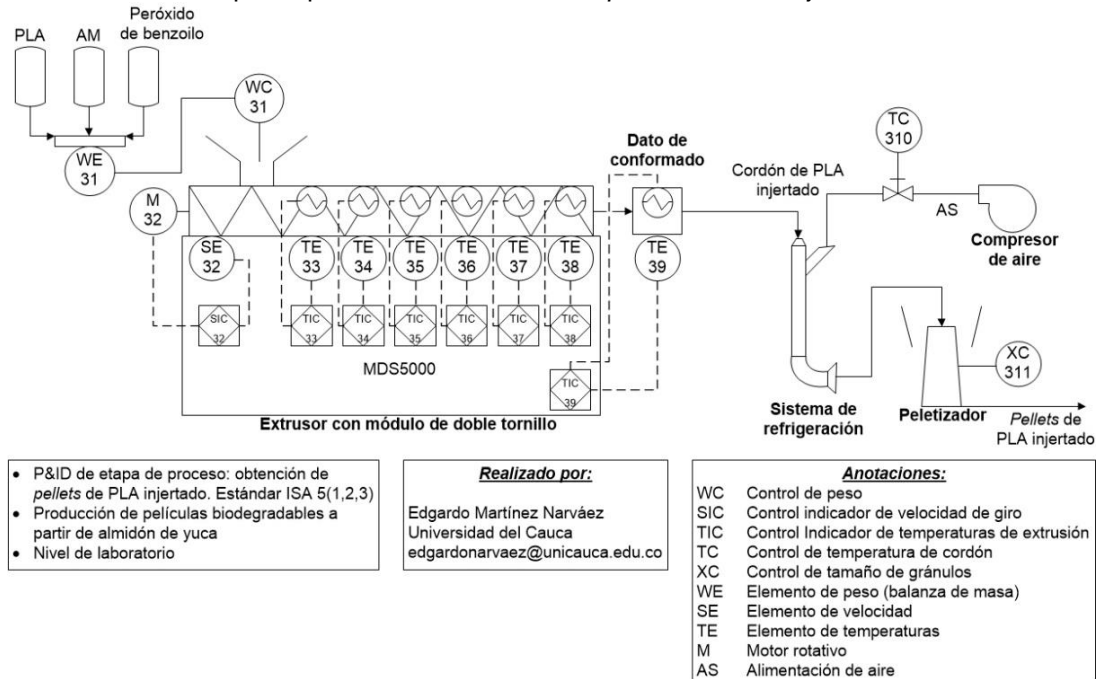 Peróxido
de benzoilo
PLA
AM
WC
31
WE
31
M
32
SE
32
TE
33
TE
34
TE
35
TE
36
TE
37
TE
38
SIC
32
TIC
33
TIC
34
TIC
35
TIC
36
TIC
37
TIC
38
MDS5000
TIC
39
Extrusor con módulo de doble tornillo
Dato de
conformado
TE
39
Cordón de PLA
injertado
TC
310
AS
Compresor
de aire
Sistema de
refrigeración
XC
311
Peletizador
Pellets de
PLA injertado
• P&ID de etapa de proceso: obtención de
pellets de PLA injertado. Estándar ISA 5(1,2,3)
• Producción de películas biodegradables a
partir de almidón de yuca
• Nivel de laboratorio
Realizado por:
Edgardo Martínez Narváez
Universidad del Cauca
edgardonarvaez@unicauca.edu.co
Anotaciones:
WC Control de peso
SIC Control indicador de velocidad de giro
TIC Control Indicador de temperaturas de extrusión
TC Control de temperatura de cordón
XC Control de tamaño de gránulos
WE Elemento de peso (balanza de masa)
SE Elemento de velocidad
TE Elemento de temperaturas
M Motor rotativo
AS Alimentación de aire